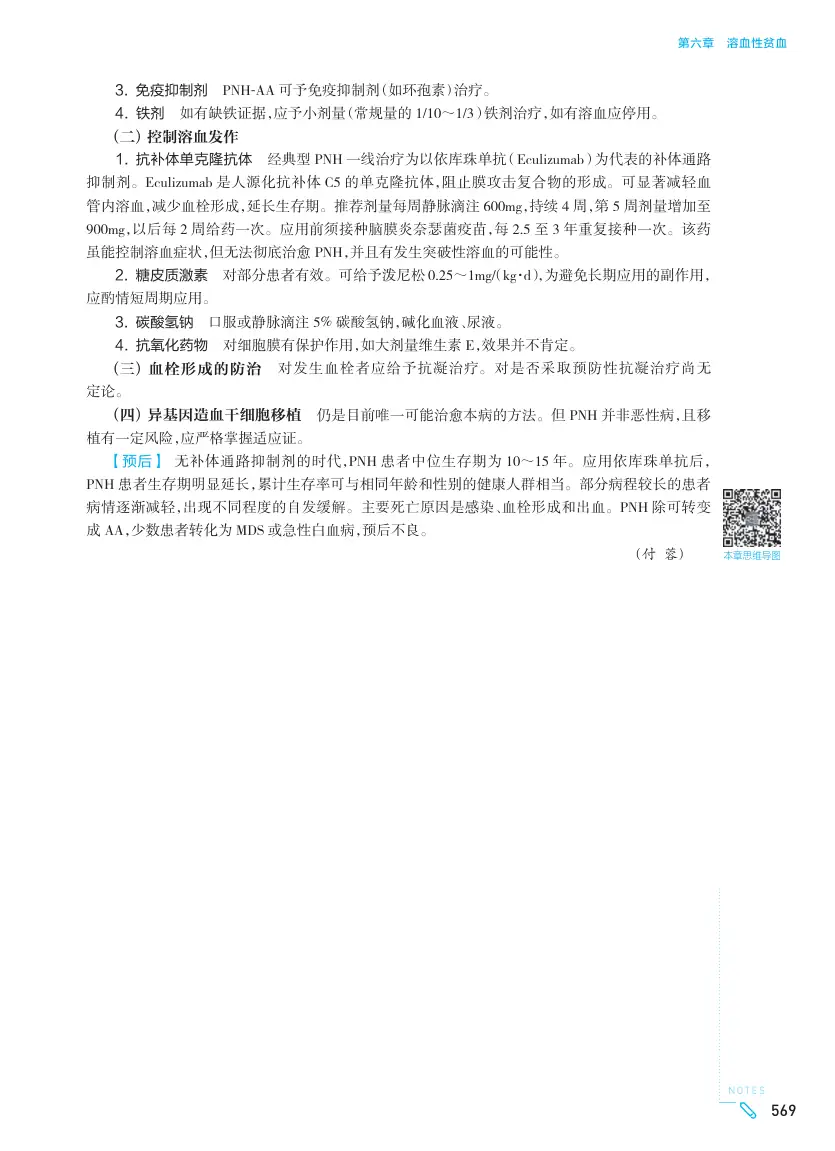 第六章　溶血性贫血
3. 免疫抑制剂　PNH-AA 可予免疫抑制剂(如环孢素)治疗。
4. 铁剂　如有缺铁证据,应予小剂量(常规量的 1/10～1/3)铁剂治疗,如有溶血应停用。
(二) 控制溶血发作
1. 抗补体单克隆抗体　经典型 PNH 一线治疗为以依库珠单抗(Eculizumab)为代表的补体通路
抑制剂。Eculizumab 是人源化抗补体 C5 的单克隆抗体,阻止膜攻击复合物的形成。可显著减轻血
管内溶血,减少血栓形成,延长生存期。推荐剂量每周静脉滴注 600mg,持续 4 周,第 5 周剂量增加至
900mg,以后每 2 周给药一次。应用前须接种脑膜炎奈瑟菌疫苗,每 2.5 至 3 年重复接种一次。该药
虽能控制溶血症状,但无法彻底治愈 PNH,并且有发生突破性溶血的可能性。
2. 糖皮质激素　对部分患者有效。可给予泼尼松 0.25～1mg/(kg·d),为避免长期应用的副作用,
应酌情短周期应用。
3. 碳酸氢钠　口服或静脉滴注 5% 碳酸氢钠,碱化血液、尿液。
4. 抗氧化药物　对细胞膜有保护作用,如大剂量维生素 E,效果并不肯定。
(三) 血栓形成的防治　对发生血栓者应给予抗凝治疗。对是否采取预防性抗凝治疗尚无
定论。
(四) 异基因造血干细胞移植　仍是目前唯一可能治愈本病的方法。但 PNH 并非恶性病,且移
植有一定风险,应严格掌握适应证。
【预后】 无补体通路抑制剂的时代,PNH 患者中位生存期为 10～15 年。应用依库珠单抗后,
PNH 患者生存期明显延长,累计生存率可与相同年龄和性别的健康人群相当。部分病程较长的患者
病情逐渐减轻,出现不同程度的自发缓解。主要死亡原因是感染、血栓形成和出血。PNH 除可转变
成 AA,少数患者转化为 MDS 或急性白血病,预后不良。
(付 蓉)
本章思维导图
NOTES
569